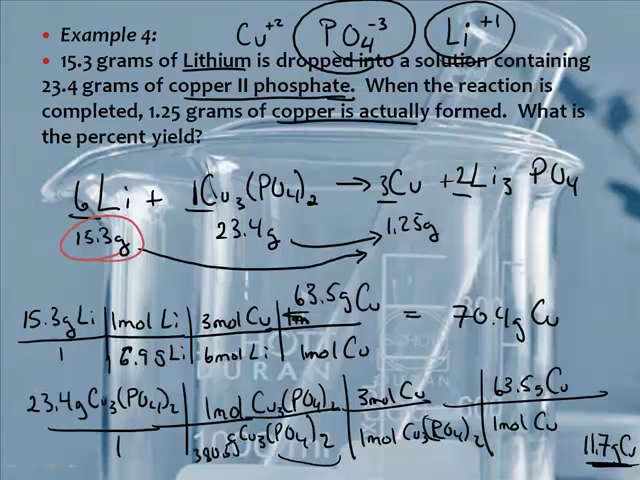 Cu⁺² PO₄⁻³ Li⁺¹
• Example 4:
• 15.3 grams of Lithium is dropped into a solution containing
23.4 grams of copper II phosphate. When the reaction is
completed, 1.25 grams of copper is actually formed. What is
the percent yield?
6Li + 1Cu₃(PO₄)₂ → 3Cu + 2Li₃ PO₄
15.3g 23.4g 1.25g
15.3g Li | 1mol Li | 3mol Cu | 63.5g Cu = 70.4g Cu
1 | 6.9g Li | 6mol Li | 1mol Cu
DURAN
23.4g Cu₃(PO₄)₂ | 1mol Cu₃(PO₄)₂ | 3mol Cu | 63.5g Cu
1 | 380.5g Cu₃(PO₄)₂ | 1mol Cu₃(PO₄)₂ | 1mol Cu
11.7g Cu